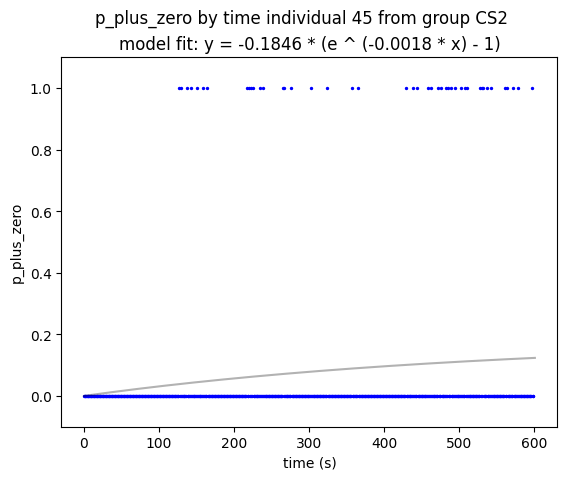 p_plus_zero by time individual 45 from group CS2
model fit: y = -0.1846 * (e ^ (-0.0018 * x) - 1)
1.0
0.8
0.6
0.4
0.2
0.0
p_plus_zero
0 100 200 300 400 500 600
time (s)